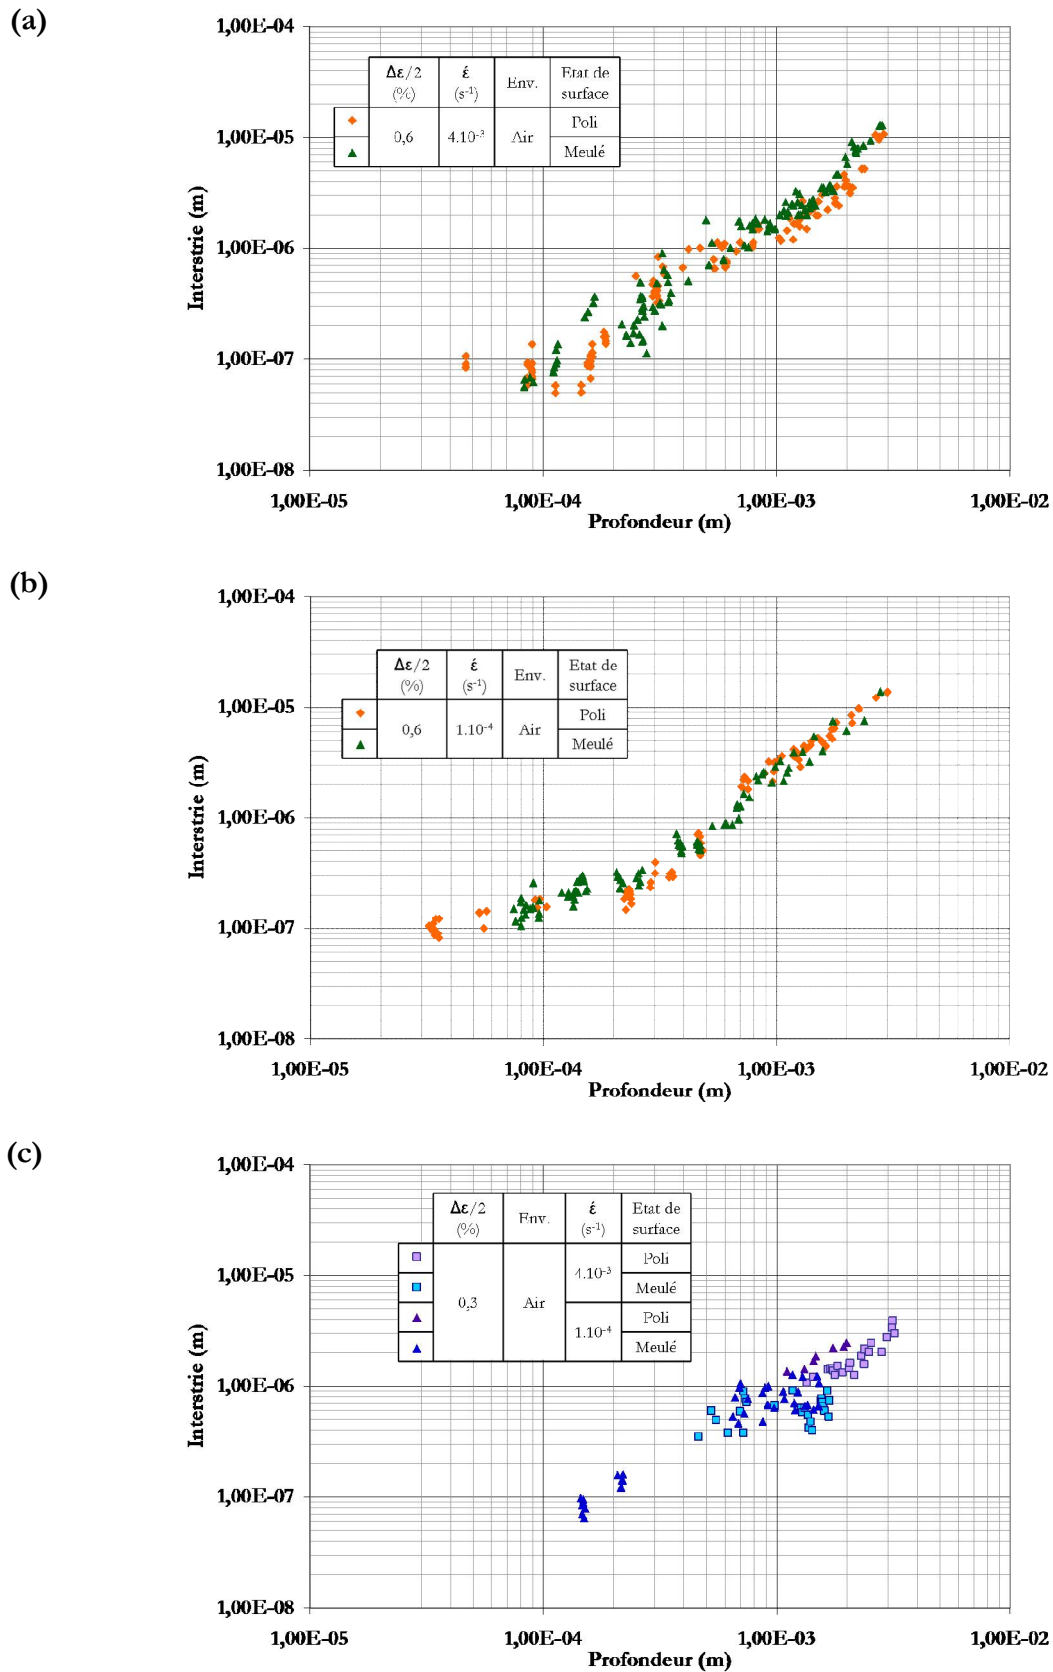 (a)
1,00E-04
1,00E-05
1,00E-06
1,00E-07
1,00E-08
Interstrie (m)
Δε/2 (%)
έ (s-1)
Env.
Etat de surface
0,6
4.10-3
Air
Poli
Meulé
1,00E-05
1,00E-04
1,00E-03
1,00E-02
Profondeur (m)
(b)
1,00E-04
1,00E-05
1,00E-06
1,00E-07
1,00E-08
Interstrie (m)
Δε/2 (%)
έ (s-1)
Env.
Etat de surface
0,6
1.10-4
Air
Poli
Meulé
1,00E-05
1,00E-04
1,00E-03
1,00E-02
Profondeur (m)
(c)
1,00E-04
1,00E-05
1,00E-06
1,00E-07
1,00E-08
Interstrie (m)
Δε/2 (%)
Env.
έ (s-1)
Etat de surface
0,3
Air
4.10-3
Poli
Meulé
1.10-4
Poli
Meulé
1,00E-05
1,00E-04
1,00E-03
1,00E-02
Profondeur (m)